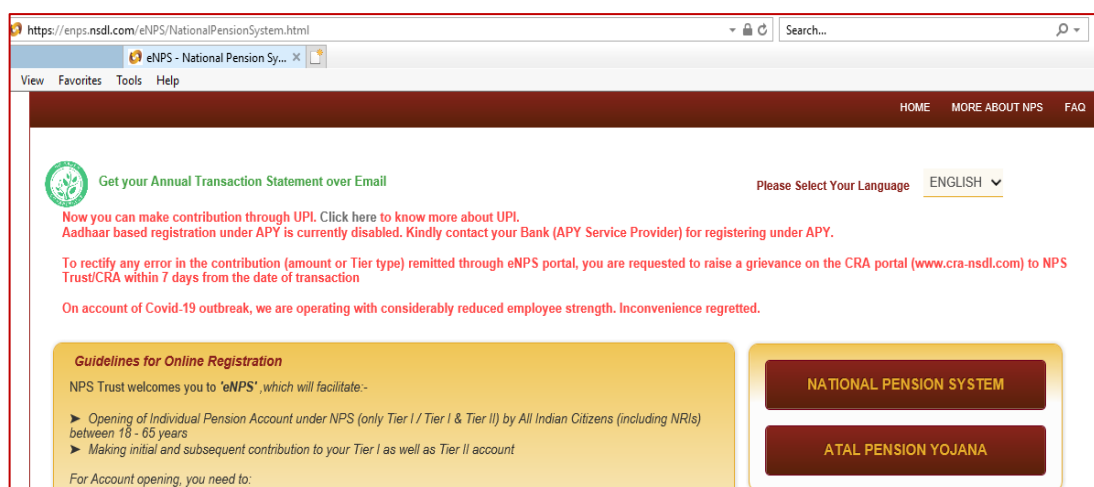 https://enps.nsdl.com/eNPS/NationalPensionSystem.html
Search...
eNPS - National Pension Sy...
View Favorites Tools Help
HOME MORE ABOUT NPS FAQ
Get your Annual Transaction Statement over Email
Please Select Your Language ENGLISH
Now you can make contribution through UPI. Click here to know more about UPI.
Aadhaar based registration under APY is currently disabled. Kindly contact your Bank (APY Service Provider) for registering under APY.
To rectify any error in the contribution (amount or Tier type) remitted through eNPS portal, you are requested to raise a grievance on the CRA portal (www.cra-nsdl.com) to NPS
Trust/CRA within 7 days from the date of transaction
On account of Covid-19 outbreak, we are operating with considerably reduced employee strength. Inconvenience regretted.
Guidelines for Online Registration
NPS Trust welcomes you to 'eNPS' ,which will facilitate:-
➤ Opening of Individual Pension Account under NPS (only Tier I / Tier I & Tier II) by All Indian Citizens (including NRIs)
between 18 - 65 years
➤ Making initial and subsequent contribution to your Tier I as well as Tier II account
For Account opening, you need to:
NATIONAL PENSION SYSTEM
ATAL PENSION YOJANA